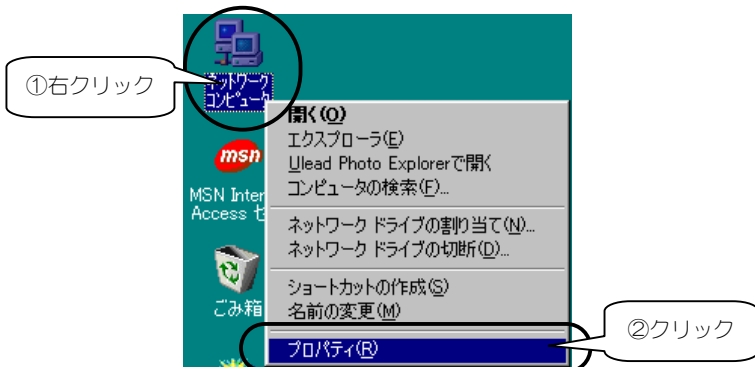 ①右クリック
ネットワーク
コンピュータ
開く(O)
エクスプローラ(E)
Ulead Photo Explorerで開く
コンピュータの検索(F)...
ネットワーク ドライブの割り当て(N)...
ネットワーク ドライブの切断(D)...
ショートカットの作成(S)
名前の変更(M)
プロパティ(R)
msn
MSN Inter
Access セ
ごみ箱
②クリック